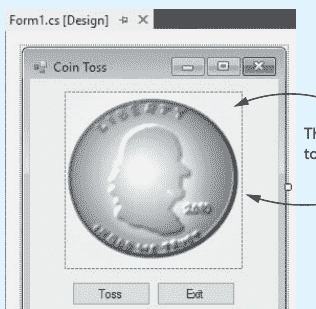 Form1.cs [Design]
Coin Toss
LIBERTY
Th
to
2010
Toss
Exit